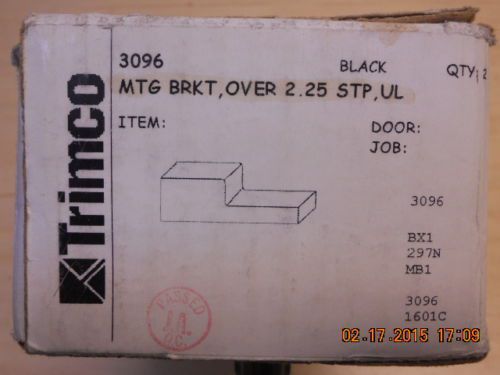 3096 BLACK QTY: 2
MTG BRKT,OVER 2.25 STP,UL
ITEM: DOOR:
JOB:
Trimco
3096
BX1
297N
MB1
3096
1601C
PASSED
Q.C.
02-17-2015 17:09